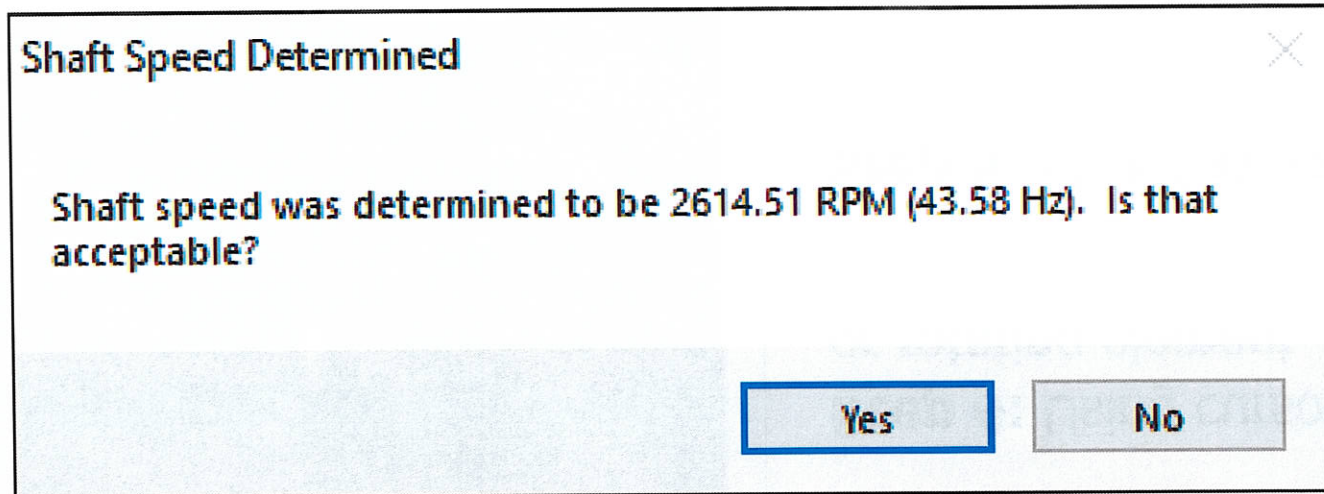 Shaft Speed Determined
Shaft speed was determined to be 2614.51 RPM (43.58 Hz).  Is that
acceptable?
Yes
No